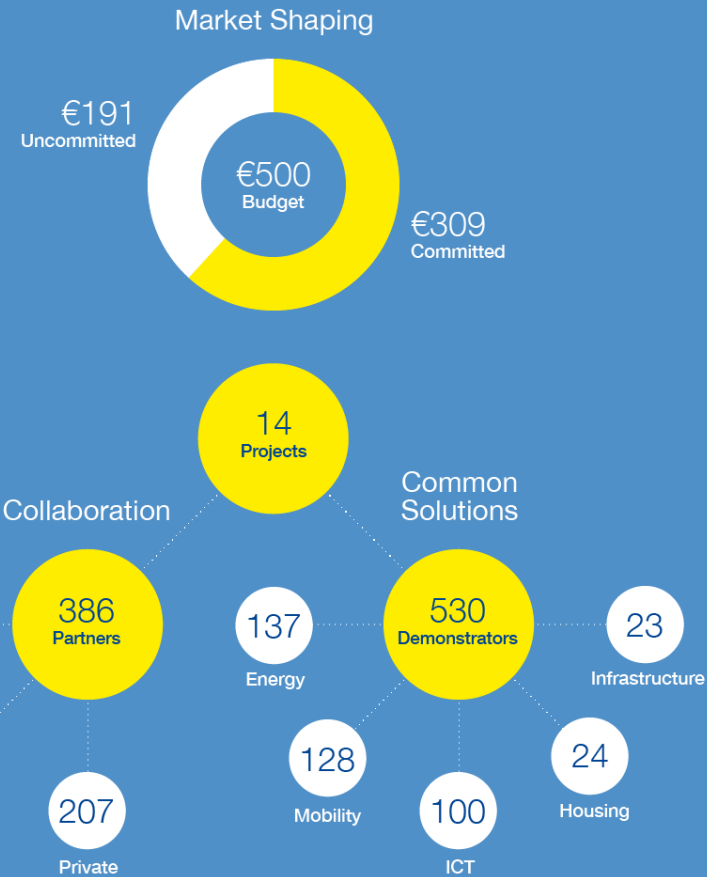 Market Shaping
€191
Uncommitted
€500
Budget
€309
Committed
14
Projects
Collaboration
Common
Solutions
386
Partners
137
Energy
530
Demonstrators
23
Infrastructure
128
Mobility
24
Housing
207
Private
100
ICT